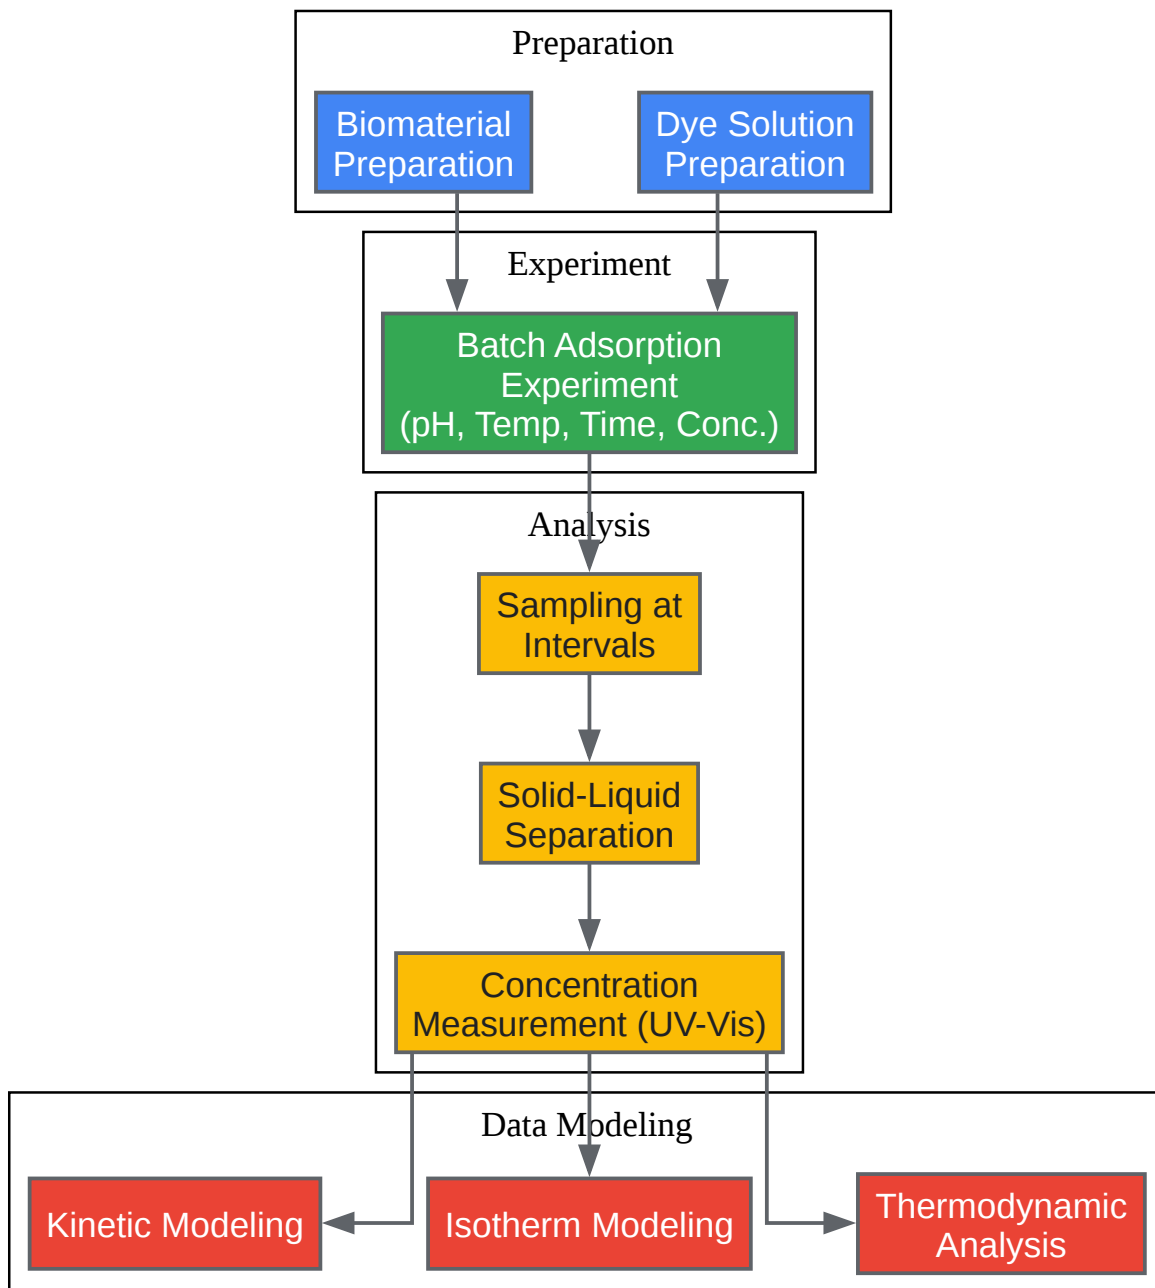 Preparation
Biomaterial
Preparation
Dye Solution
Preparation
Experiment
Batch Adsorption
Experiment
(pH, Temp, Time, Conc.)
Analysis
Sampling at
Intervals
Solid-Liquid
Separation
Concentration
Measurement (UV-Vis)
Data Modeling
Kinetic Modeling
Isotherm Modeling
Thermodynamic
Analysis